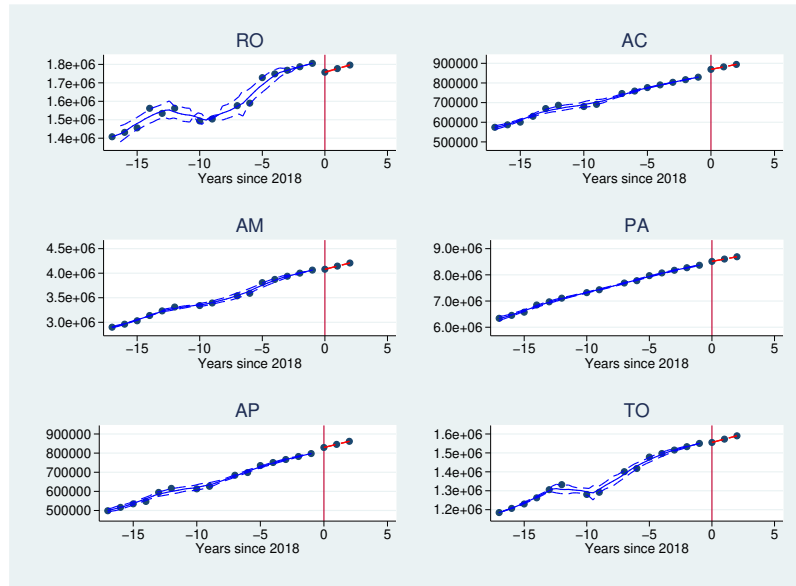 RO
1.8e+06
1.7e+06
1.6e+06
1.5e+06
1.4e+06
−15 −10 −5 0 5
Years since 2018
AC
900000
800000
700000
600000
500000
−15 −10 −5 0 5
Years since 2018
AM
4.5e+06
4.0e+06
3.5e+06
3.0e+06
−15 −10 −5 0 5
Years since 2018
PA
9.0e+06
8.0e+06
7.0e+06
6.0e+06
−15 −10 −5 0 5
Years since 2018
AP
900000
800000
700000
600000
500000
−15 −10 −5 0 5
Years since 2018
TO
1.6e+06
1.5e+06
1.4e+06
1.3e+06
1.2e+06
−15 −10 −5 0 5
Years since 2018